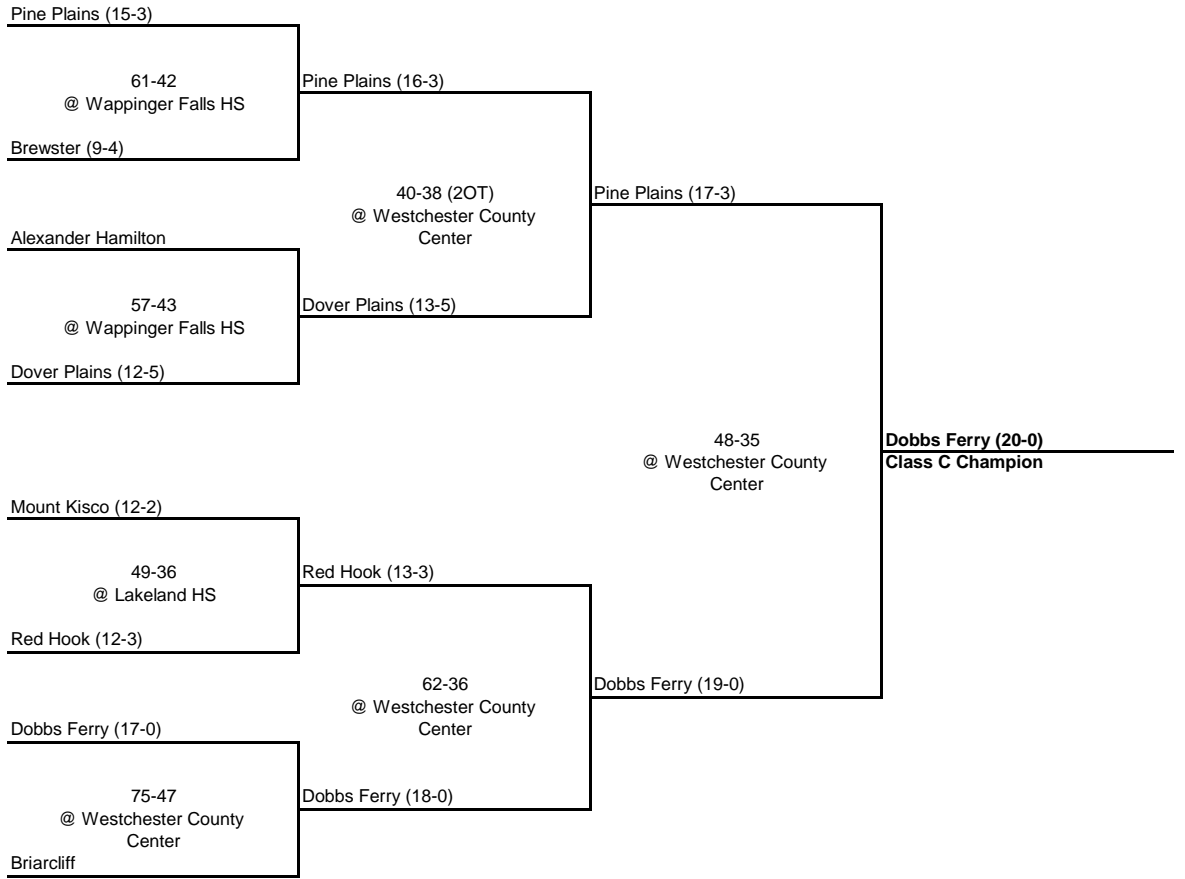 Pine Plains (15-3)
61-42
@ Wappinger Falls HS
Pine Plains (16-3)
Brewster (9-4)
40-38 (2OT)
@ Westchester County
Center
Pine Plains (17-3)
Alexander Hamilton
57-43
@ Wappinger Falls HS
Dover Plains (13-5)
Dover Plains (12-5)
48-35
@ Westchester County
Center
Dobbs Ferry (20-0)
Class C Champion
Mount Kisco (12-2)
49-36
@ Lakeland HS
Red Hook (13-3)
Red Hook (12-3)
62-36
@ Westchester County
Center
Dobbs Ferry (19-0)
Dobbs Ferry (17-0)
75-47
@ Westchester County
Center
Dobbs Ferry (18-0)
Briarcliff